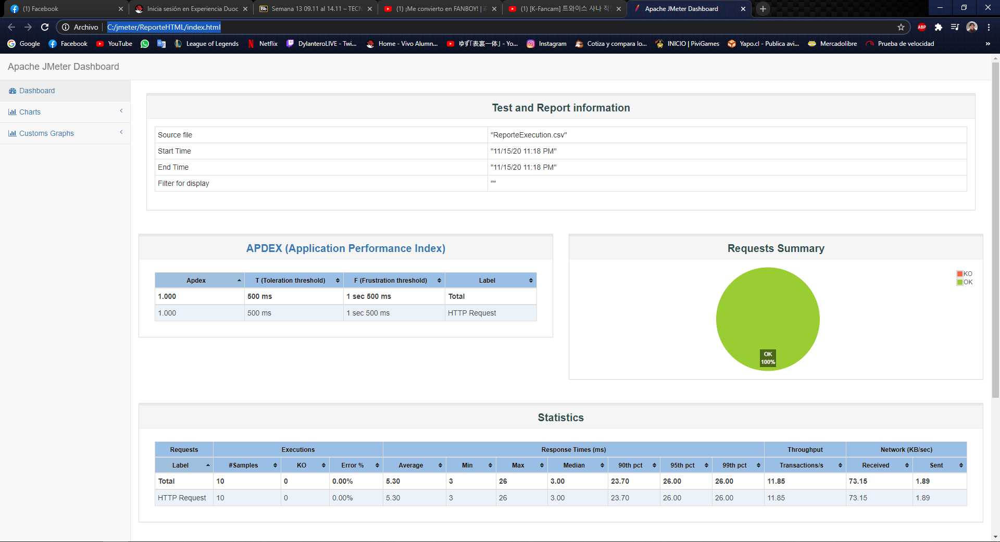 (1) Facebook
Inicia sesión en Experiencia Duoc
Bb Semana 13 09.11 al 14.11 – TECN
(1) ¡Me convierto en FANBOY! | iP
(1) [K-Fancam] 트와이스 사나 직
Apache JMeter Dashboard
Archivo
C:/jmeter/ReporteHTML/index.html
ABP
Google
Facebook
YouTube
League of Legends
Netflix
DylanteroLIVE - Twi...
Home - Vivo Alumn...
ゆず「表裏一体」 - Yo...
Instagram
Cotiza y compara lo...
INICIO | PiviGames
Yapo.cl - Publica avi...
Mercadolibre
Prueba de velocidad
»
Apache JMeter Dashboard
Dashboard
Charts
Customs Graphs
Test and Report information
Source file "ReporteExecution.csv"
Start Time "11/15/20 11:18 PM"
End Time "11/15/20 11:18 PM"
Filter for display ""
APDEX (Application Performance Index)
Apdex T (Toleration threshold) F (Frustration threshold) Label
1.000 500 ms 1 sec 500 ms Total
1.000 500 ms 1 sec 500 ms HTTP Request
Requests Summary
KO
OK
OK
100%
Statistics
Requests Executions Response Times (ms) Throughput Network (KB/sec)
Label #Samples KO Error % Average Min Max Median 90th pct 95th pct 99th pct Transactions/s Received Sent
Total 10 0 0.00% 5.30 3 26 3.00 23.70 26.00 26.00 11.85 73.15 1.89
HTTP Request 10 0 0.00% 5.30 3 26 3.00 23.70 26.00 26.00 11.85 73.15 1.89